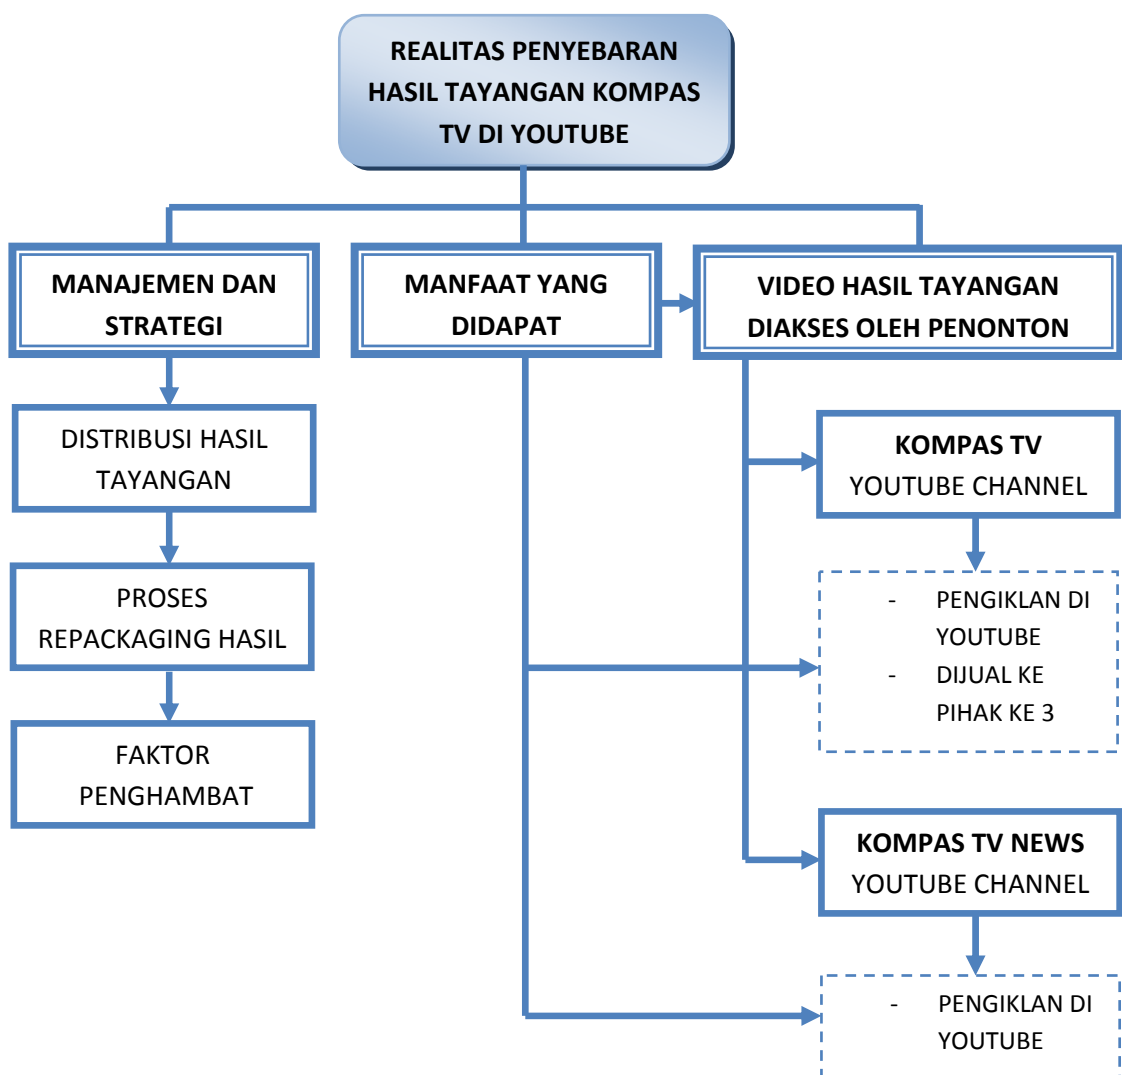 REALITAS PENYEBARAN
HASIL TAYANGAN KOMPAS
TV DI YOUTUBE
MANAJEMEN DAN
STRATEGI
MANFAAT YANG
DIDAPAT
VIDEO HASIL TAYANGAN
DIAKSES OLEH PENONTON
DISTRIBUSI HASIL
TAYANGAN
PROSES
REPACKAGING HASIL
FAKTOR
PENGHAMBAT
KOMPAS TV
YOUTUBE CHANNEL
- PENGIKLAN DI
YOUTUBE
- DIJUAL KE
PIHAK KE 3
KOMPAS TV NEWS
YOUTUBE CHANNEL
- PENGIKLAN DI
YOUTUBE